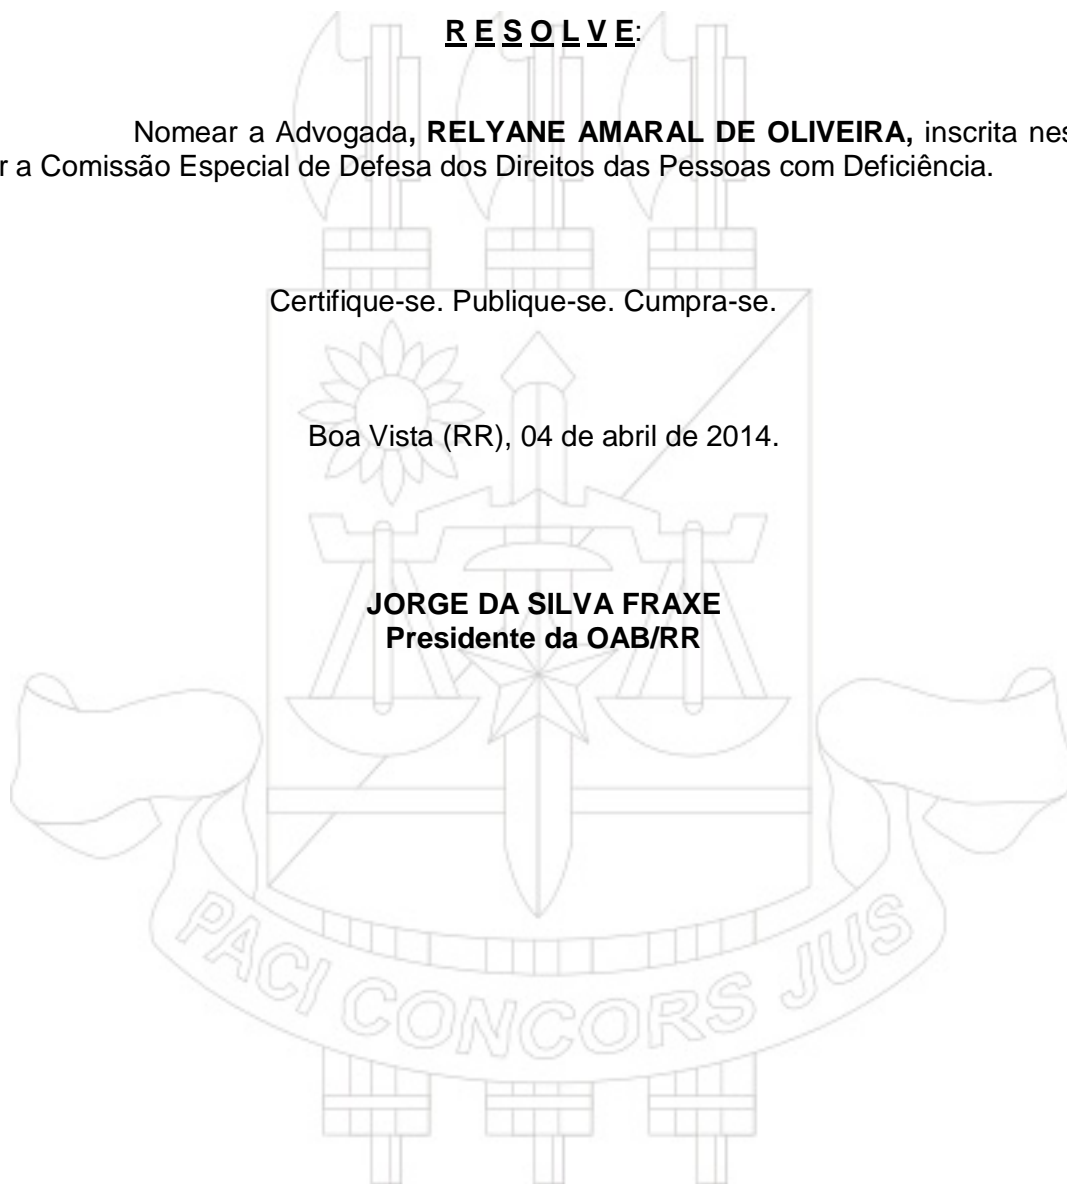 R E S O L V E:
Nomear a Advogada, RELYANE AMARAL DE OLIVEIRA, inscrita
a Comissão Especial de Defesa dos Direitos das Pessoas com Deficiência.
Certifique-se. Publique-se. Cumpra-se.
Boa Vista (RR), 04 de abril de 2014.
JORGE DA SILVA FRAXE
Presidente da OAB/RR
PACI CONCORS JUS